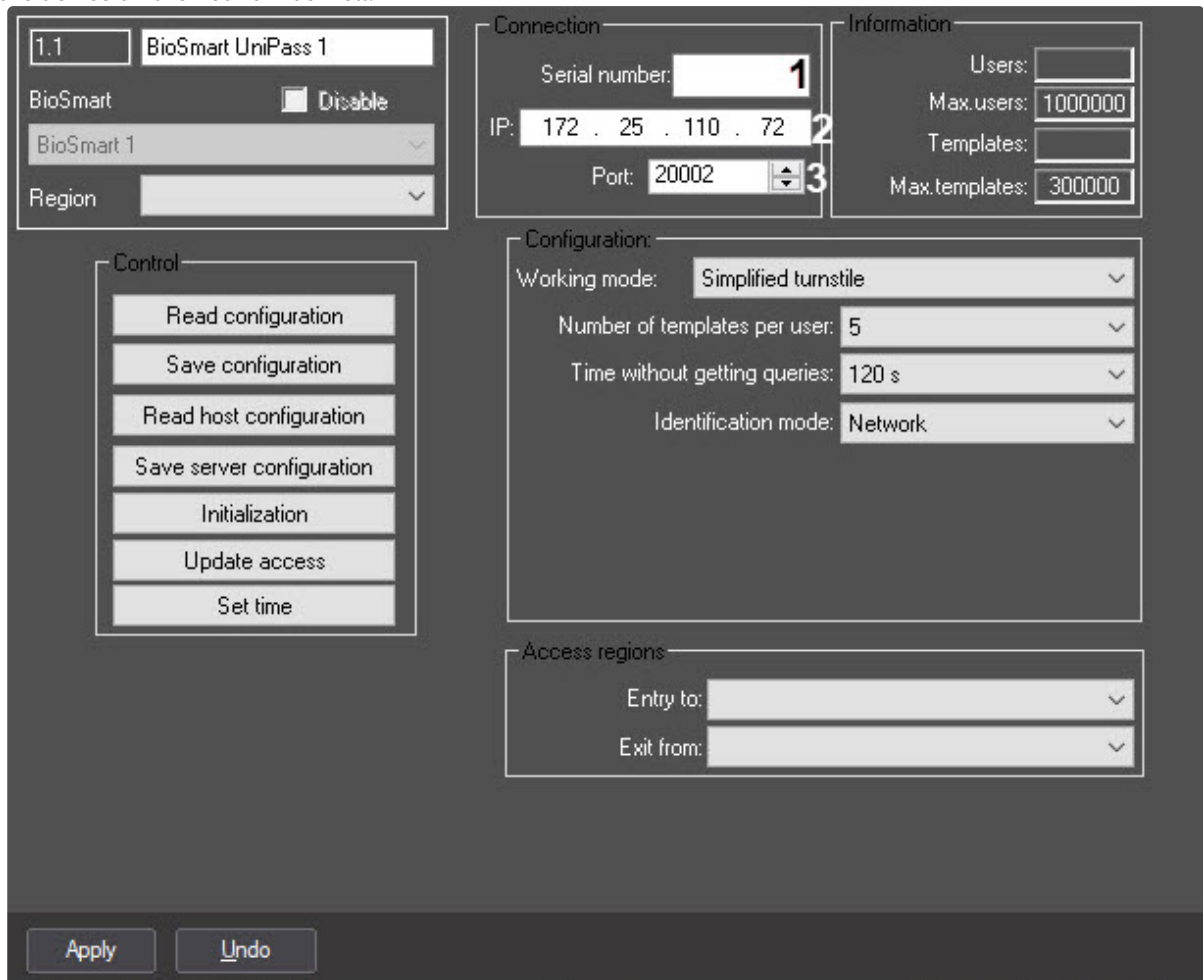 1.1
BioSmart UniPass 1
BioSmart
Disable
BioSmart 1
Region
Connection
Serial number:
1
IP: 172 . 25 . 110 . 72
2
Port: 20002
3
Information
Users:
Max.users: 1000000
Templates:
Max.templates: 300000
Control
Read configuration
Save configuration
Read host configuration
Save server configuration
Initialization
Update access
Set time
Configuration:
Working mode: Simplified turnstile
Number of templates per user: 5
Time without getting queries: 120 s
Identification mode: Network
Access regions
Entry to:
Exit from:
Apply
Undo